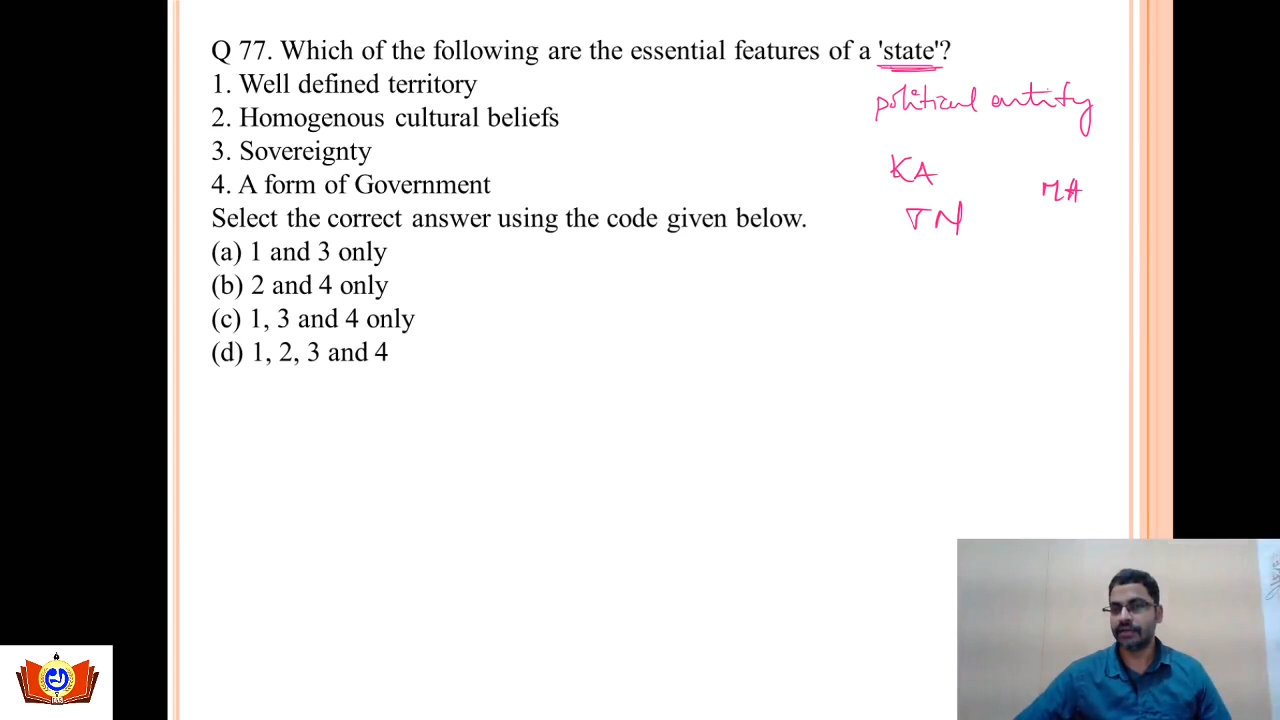 Q 77. Which of the following are the essential features of a 'state'?
1. Well defined territory
2. Homogenous cultural beliefs
3. Sovereignty
4. A form of Government
Select the correct answer using the code given below.
(a) 1 and 3 only
(b) 2 and 4 only
(c) 1, 3 and 4 only
(d) 1, 2, 3 and 4
political entity
KA
MA
TN